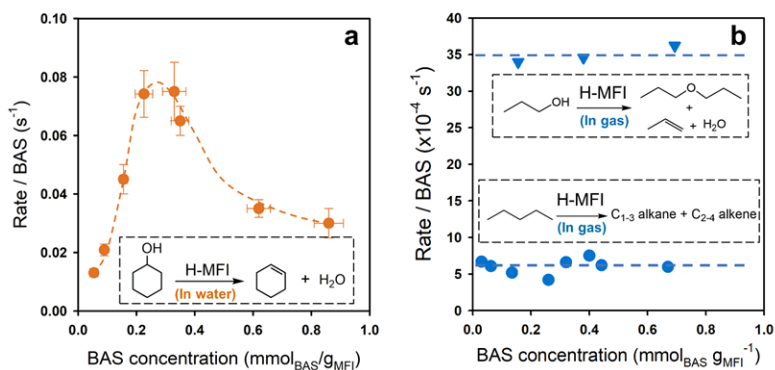 a
Rate / BAS (s⁻¹)
0.10
0.08
0.06
0.04
0.02
0.00
OH
H-MFI
(In water)
+ H₂O
0.0 0.2 0.4 0.6 0.8 1.0
BAS concentration (mmol_BAS/g_MFI)
b
Rate / BAS (x10⁻⁴ s⁻¹)
40
35
30
25
20
15
10
5
0
OH
H-MFI
(In gas)
O
+
+ H₂O
H-MFI
(In gas)
C₁₋₃ alkane + C₂₋₄ alkene
0.0 0.2 0.4 0.6 0.8 1.0
BAS concentration (mmol_BAS g_MFI⁻¹)